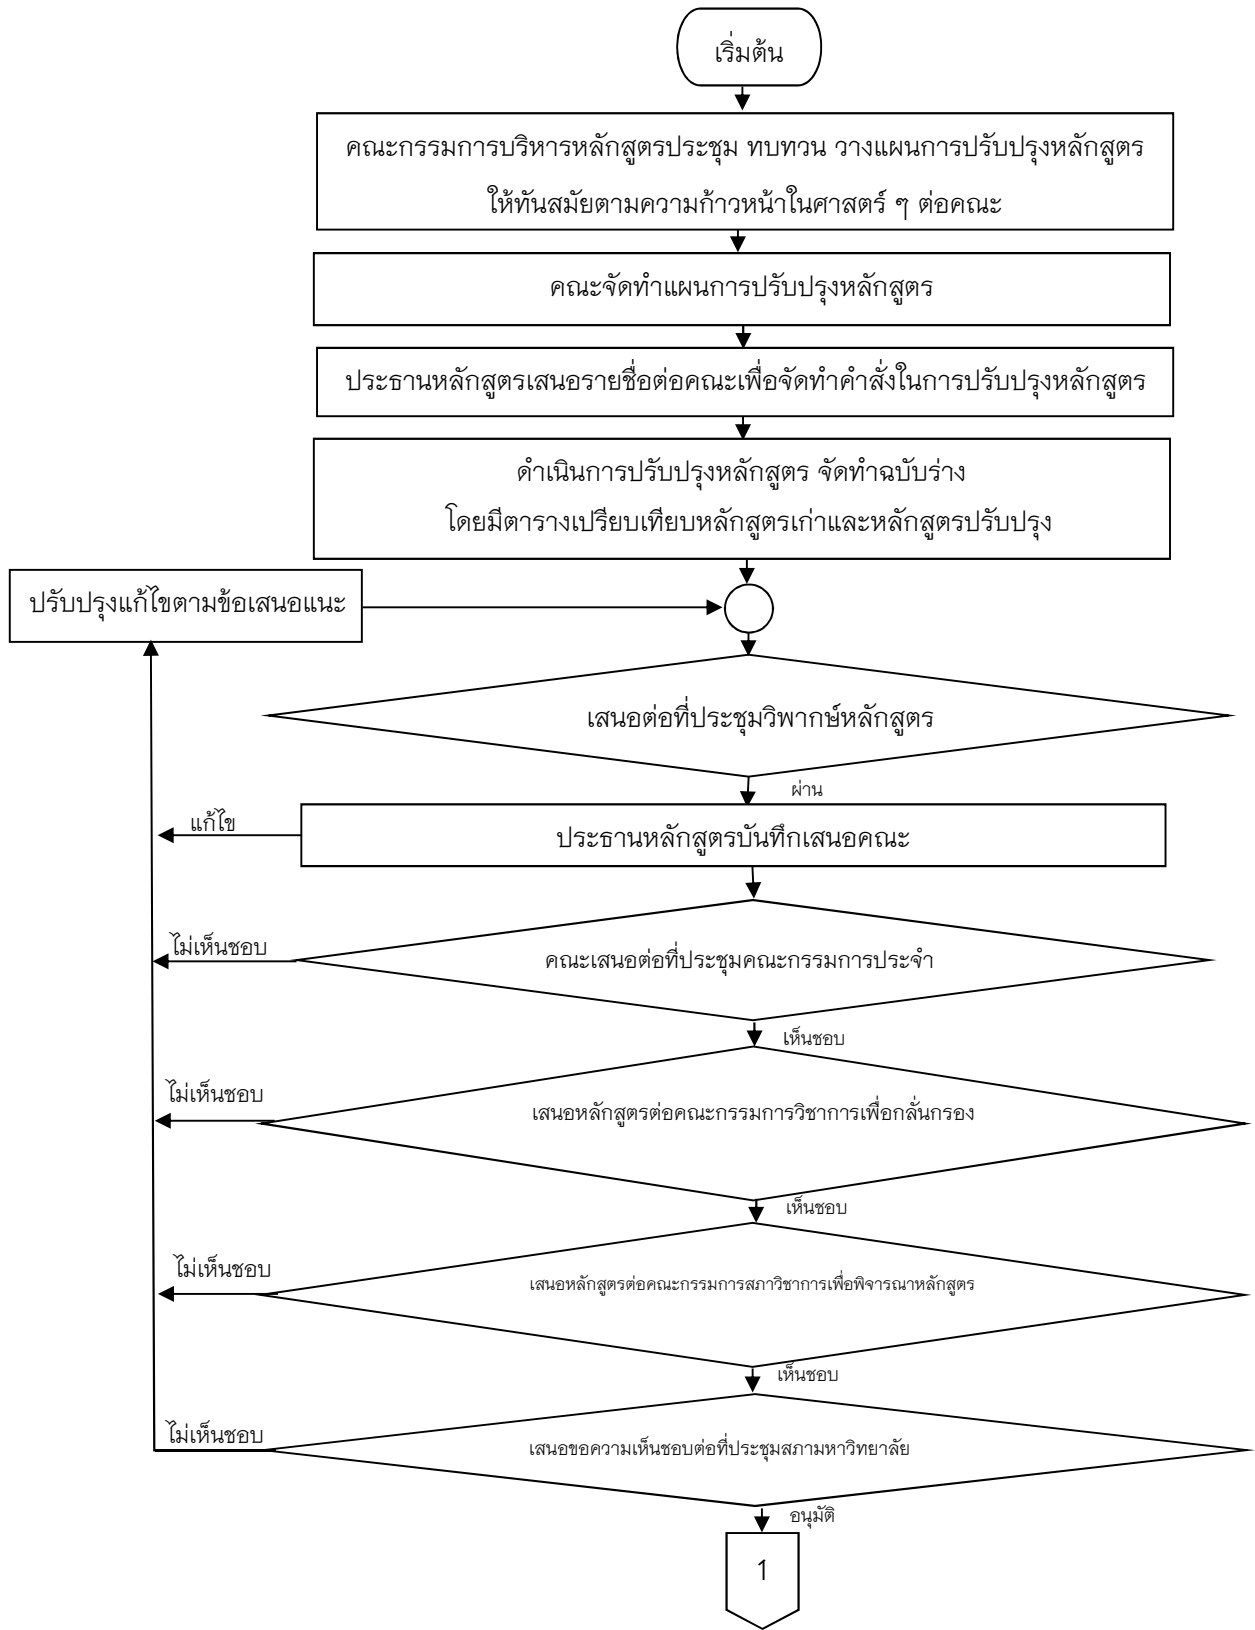 เริ่มต้น
คณะกรรมการบริหารหลักสูตรประชุม ทบทวน วางแผนการปรับปรุงหลักสูตร
ให้ทันสมัยตามความก้าวหน้าในศาสตร์ ๆ ต่อคณะ
คณะจัดทำแผนการปรับปรุงหลักสูตร
ประธานหลักสูตรเสนอรายชื่อต่อคณะเพื่อจัดทำคำสั่งในการปรับปรุงหลักสูตร
ดำเนินการปรับปรุงหลักสูตร จัดทำฉบับร่าง
โดยมีตารางเปรียบเทียบหลักสูตรเก่าและหลักสูตรปรับปรุง
ปรับปรุงแก้ไขตามข้อเสนอแนะ
เสนอต่อที่ประชุมวิพากษ์หลักสูตร
ผ่าน
แก้ไข
ประธานหลักสูตรบันทึกเสนอคณะ
ไม่เห็นชอบ
คณะเสนอต่อที่ประชุมคณะกรรมการประจำ
เห็นชอบ
ไม่เห็นชอบ
เสนอหลักสูตรต่อคณะกรรมการวิชาการเพื่อกลั่นกรอง
เห็นชอบ
ไม่เห็นชอบ
เสนอหลักสูตรต่อคณะกรรมการสภาวิชาการเพื่อพิจารณาหลักสูตร
เห็นชอบ
ไม่เห็นชอบ
เสนอขอความเห็นชอบต่อที่ประชุมสภามหาวิทยาลัย
อนุมัติ
1